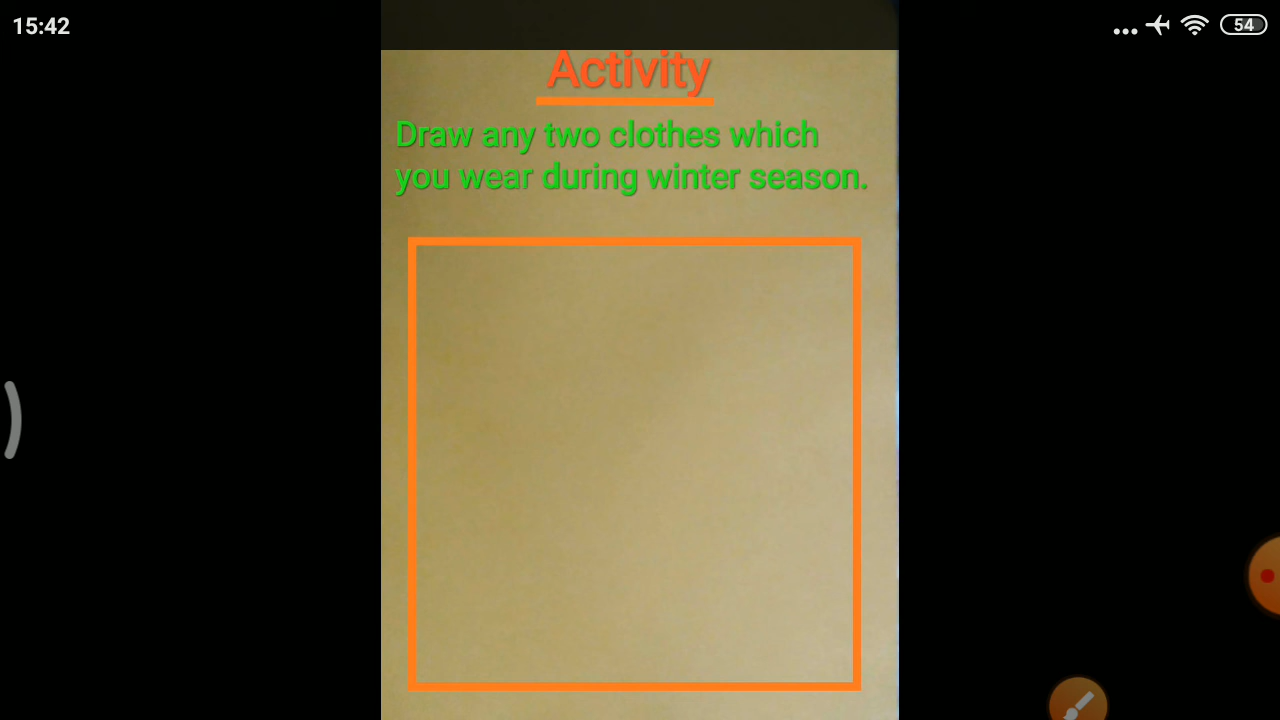 15:42
54
Activity
Draw any two clothes which
you wear during winter season.